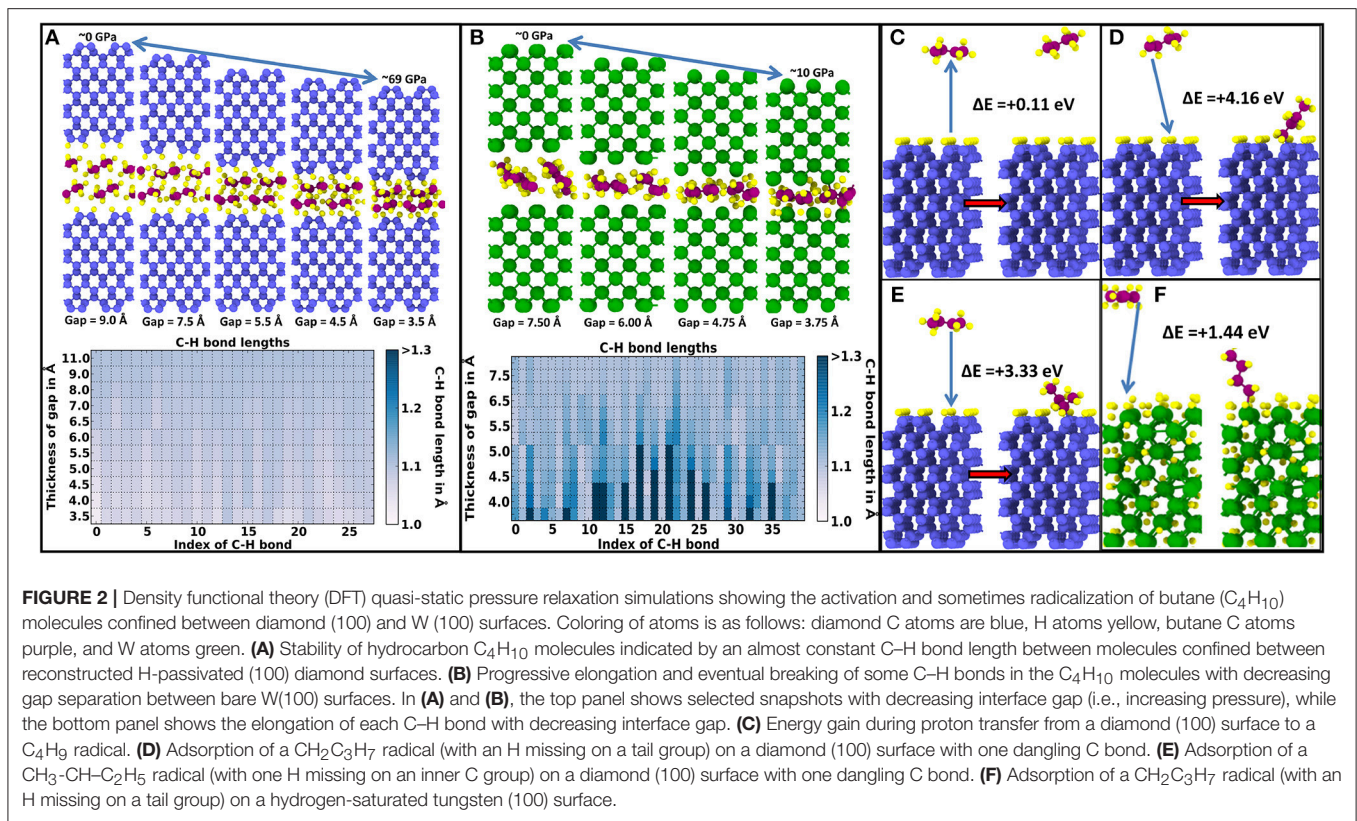 A
~0 GPa
~69 GPa
Gap = 9.0 Å Gap = 7.5 Å Gap = 5.5 Å Gap = 4.5 Å Gap = 3.5 Å
C-H bond lengths
Thickness of gap in Å
11.0
9.0
7.0
6.5
6.0
5.5
5.0
4.5
4.0
3.5
0 5 10 15 20 25
Index of C-H bond
>1.3
1.2
1.1
1.0
C-H bond length in Å
B
~0 GPa
~10 GPa
Gap = 7.50 Å Gap = 6.00 Å Gap = 4.75 Å Gap = 3.75 Å
C-H bond lengths
Thickness of gap in Å
7.5
6.5
5.5
5.0
4.5
4.0
0 5 10 15 20 25 30 35
Index of C-H bond
>1.3
1.2
1.1
1.0
C-H bond length in Å
C
ΔE =+0.11 eV
D
ΔE =+4.16 eV
E
ΔE =+3.33 eV
F
ΔE =+1.44 eV
FIGURE 2 | Density functional theory (DFT) quasi-static pressure relaxation simulations showing the activation and sometimes radicalization of butane (C₄H₁₀)
molecules confined between diamond (100) and W (100) surfaces. Coloring of atoms is as follows: diamond C atoms are blue, H atoms yellow, butane C atoms
purple, and W atoms green. (A) Stability of hydrocarbon C₄H₁₀ molecules indicated by an almost constant C–H bond length between molecules confined between
reconstructed H-passivated (100) diamond surfaces. (B) Progressive elongation and eventual breaking of some C–H bonds in the C₄H₁₀ molecules with decreasing
gap separation between bare W(100) surfaces. In (A) and (B), the top panel shows selected snapshots with decreasing interface gap (i.e., increasing pressure), while
the bottom panel shows the elongation of each C–H bond with decreasing interface gap. (C) Energy gain during proton transfer from a diamond (100) surface to a
C₄H₉ radical. (D) Adsorption of a CH₂C₃H₇ radical (with an H missing on a tail group) on a diamond (100) surface with one dangling C bond. (E) Adsorption of a
CH₃-CH–C₂H₅ radical (with one H missing on an inner C group) on a diamond (100) surface with one dangling C bond. (F) Adsorption of a CH₂C₃H₇ radical (with an
H missing on a tail group) on a hydrogen-saturated tungsten (100) surface.